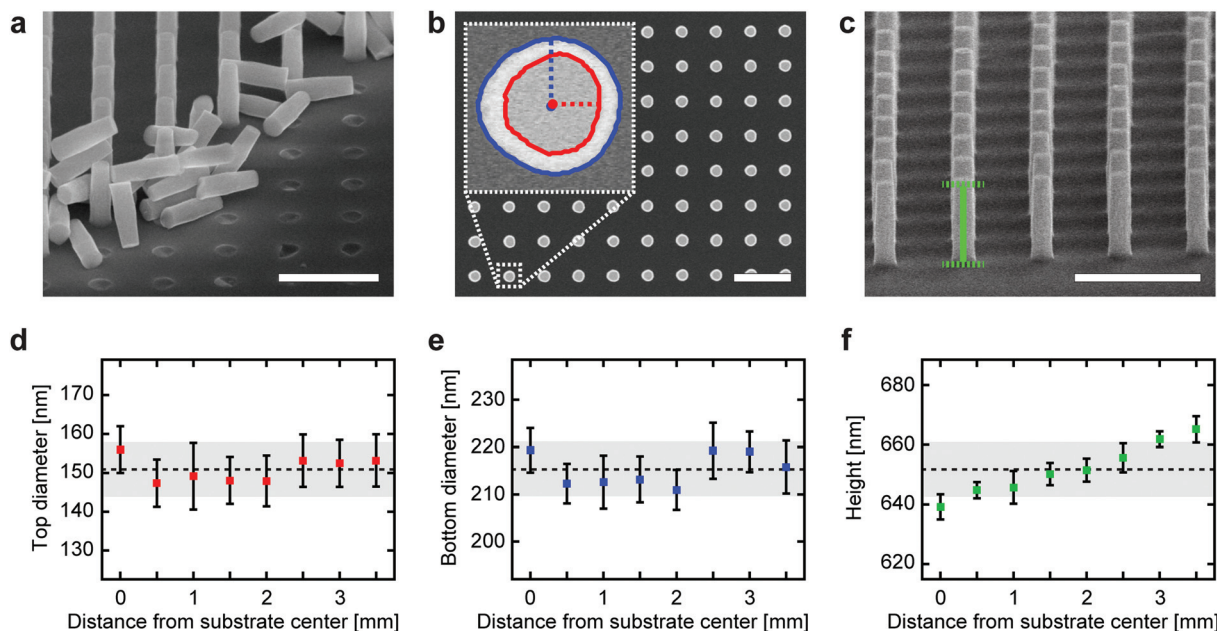 a
b
c
d
170
160
150
140
130
Top diameter [nm]
0
1
2
3
Distance from substrate center [mm]
e
230
220
210
200
Bottom diameter [nm]
0
1
2
3
Distance from substrate center [mm]
f
680
660
640
620
Height [nm]
0
1
2
3
Distance from substrate center [mm]